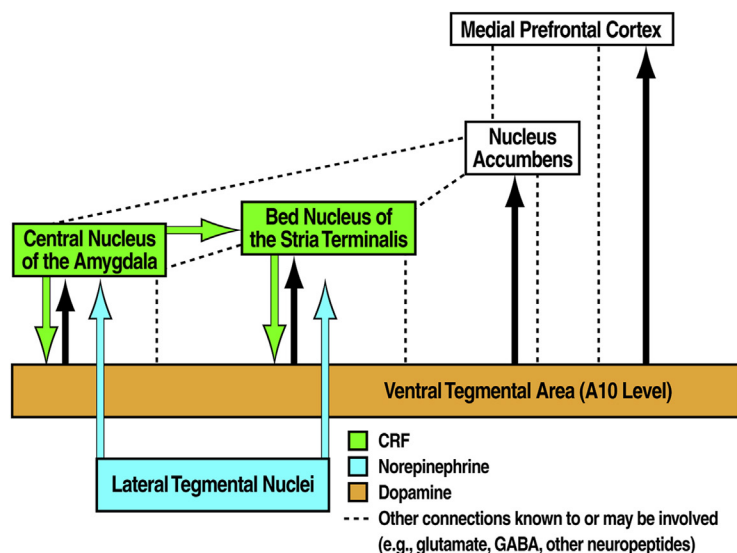 Medial Prefrontal Cortex
Nucleus
Accumbens
Bed Nucleus of
the Stria Terminalis
Central Nucleus
of the Amygdala
Ventral Tegmental Area (A10 Level)
Lateral Tegmental Nuclei
CRF
Norepinephrine
Dopamine
Other connections known to or may be involved
(e.g., glutamate, GABA, other neuropeptides)